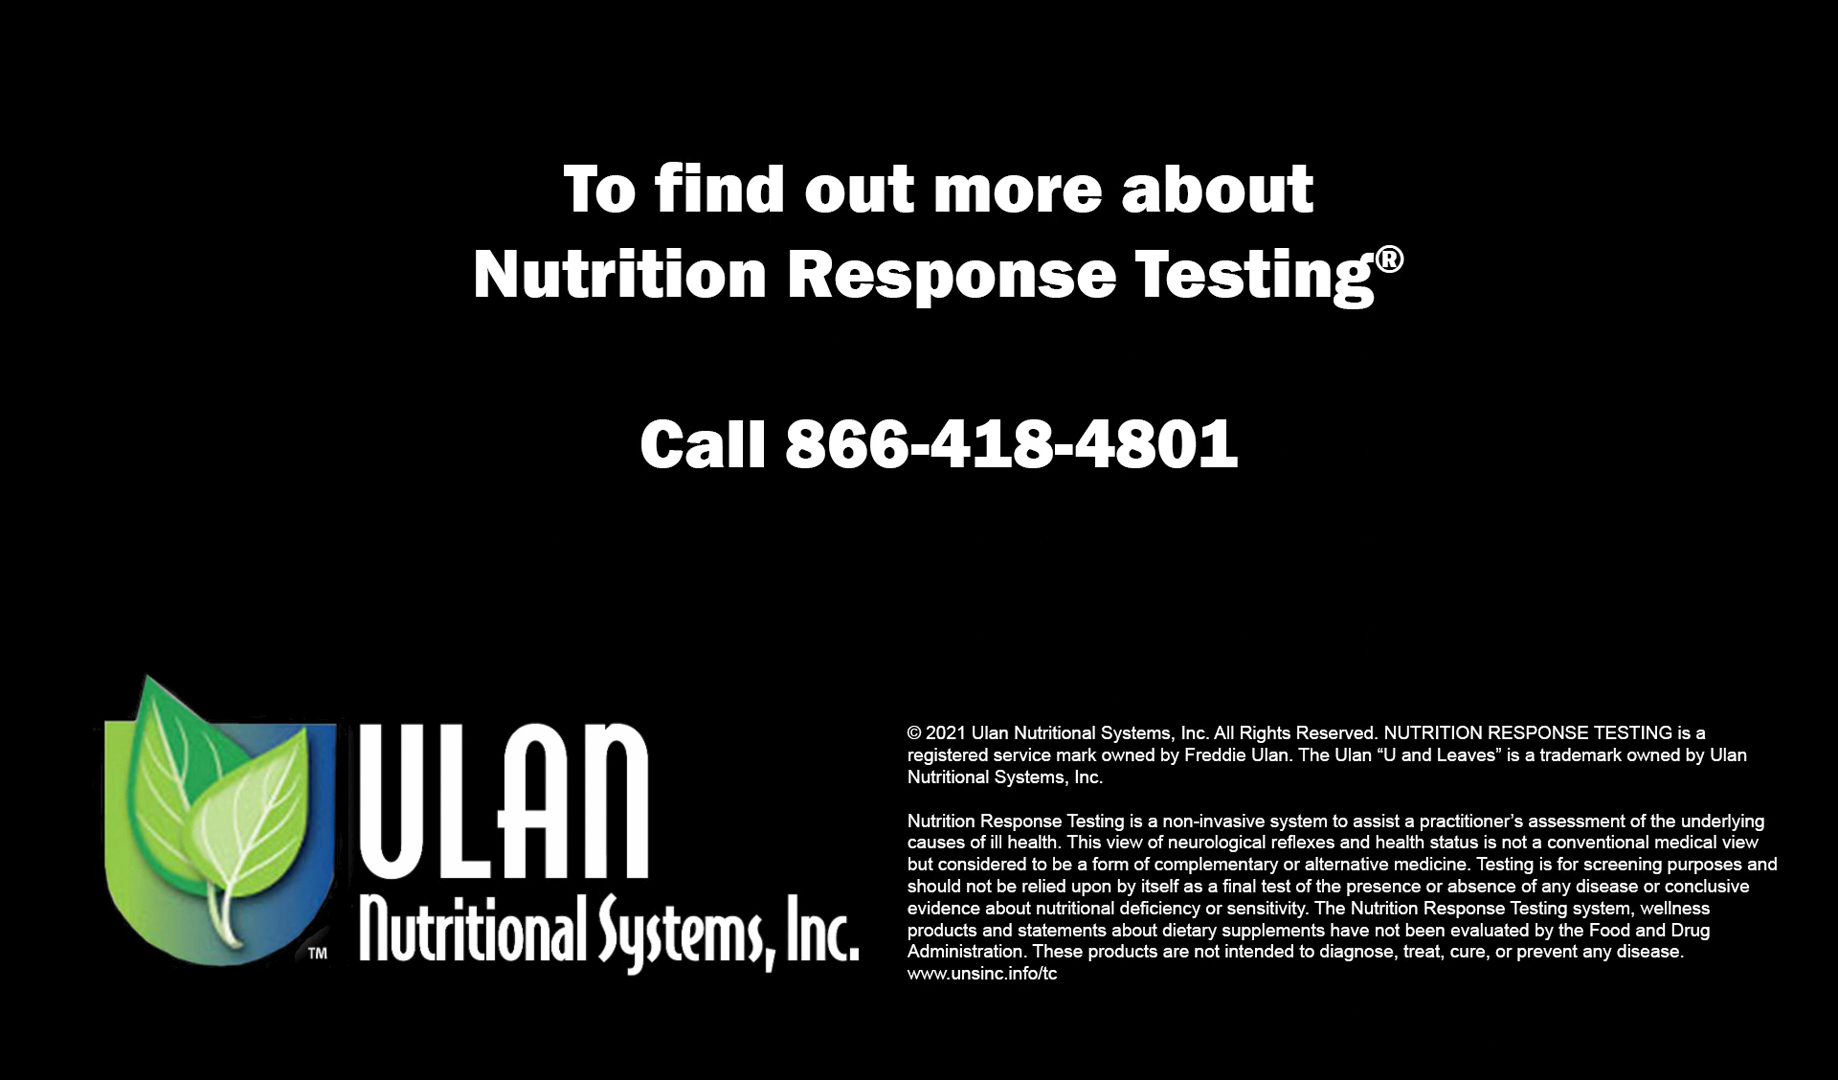 To find out more about
Nutrition Response Testing®
Call 866-418-4801
ULAN
Nutritional Systems, Inc.
™
© 2021 Ulan Nutritional Systems, Inc. All Rights Reserved. NUTRITION RESPONSE TESTING is a
registered service mark owned by Freddie Ulan. The Ulan “U and Leaves” is a trademark owned by Ulan
Nutritional Systems, Inc.
Nutrition Response Testing is a non-invasive system to assist a practitioner’s assessment of the underlying
causes of ill health. This view of neurological reflexes and health status is not a conventional medical view
but considered to be a form of complementary or alternative medicine. Testing is for screening purposes and
should not be relied upon by itself as a final test of the presence or absence of any disease or conclusive
evidence about nutritional deficiency or sensitivity. The Nutrition Response Testing system, wellness
products and statements about dietary supplements have not been evaluated by the Food and Drug
Administration. These products are not intended to diagnose, treat, cure, or prevent any disease.
www.unsinc.info/tc